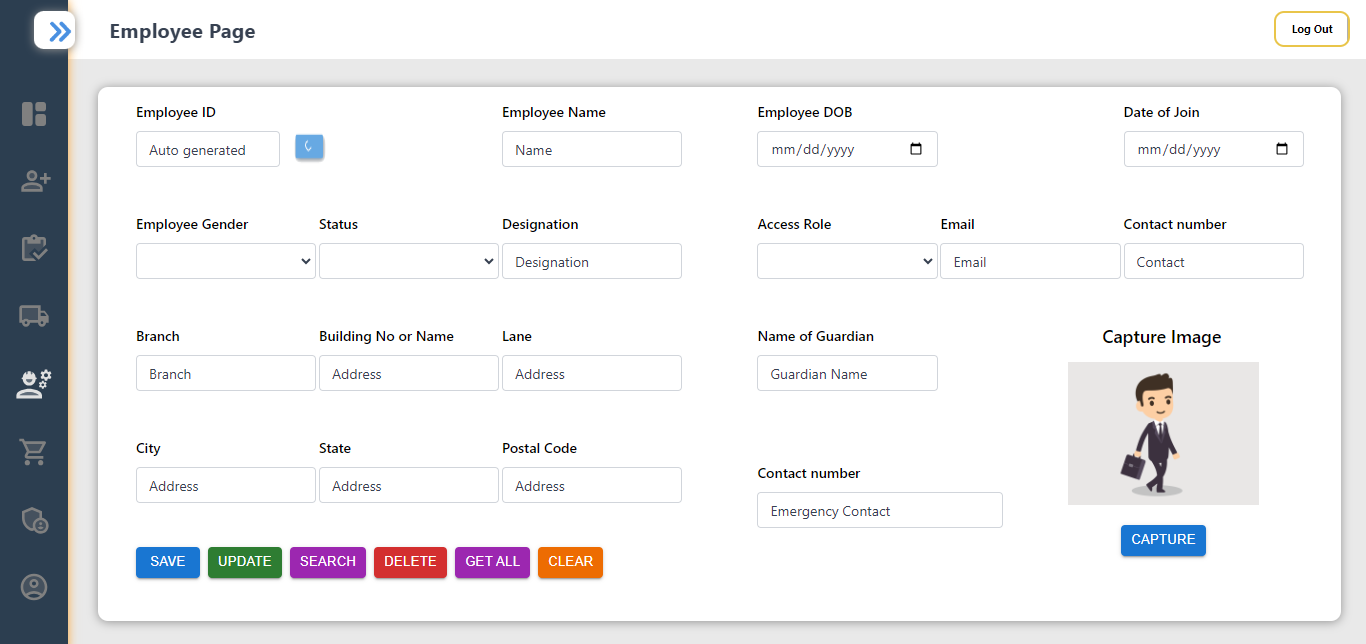 Employee Page
Log Out
Employee ID
Employee Name
Employee DOB
Date of Join
Auto generated
Name
mm/dd/yyyy
mm/dd/yyyy
Employee Gender
Status
Designation
Access Role
Email
Contact number
Designation
Email
Contact
Branch
Building No or Name
Lane
Name of Guardian
Capture Image
Branch
Address
Address
Guardian Name
City
State
Postal Code
Contact number
Address
Address
Address
Emergency Contact
CAPTURE
SAVE
UPDATE
SEARCH
DELETE
GET ALL
CLEAR